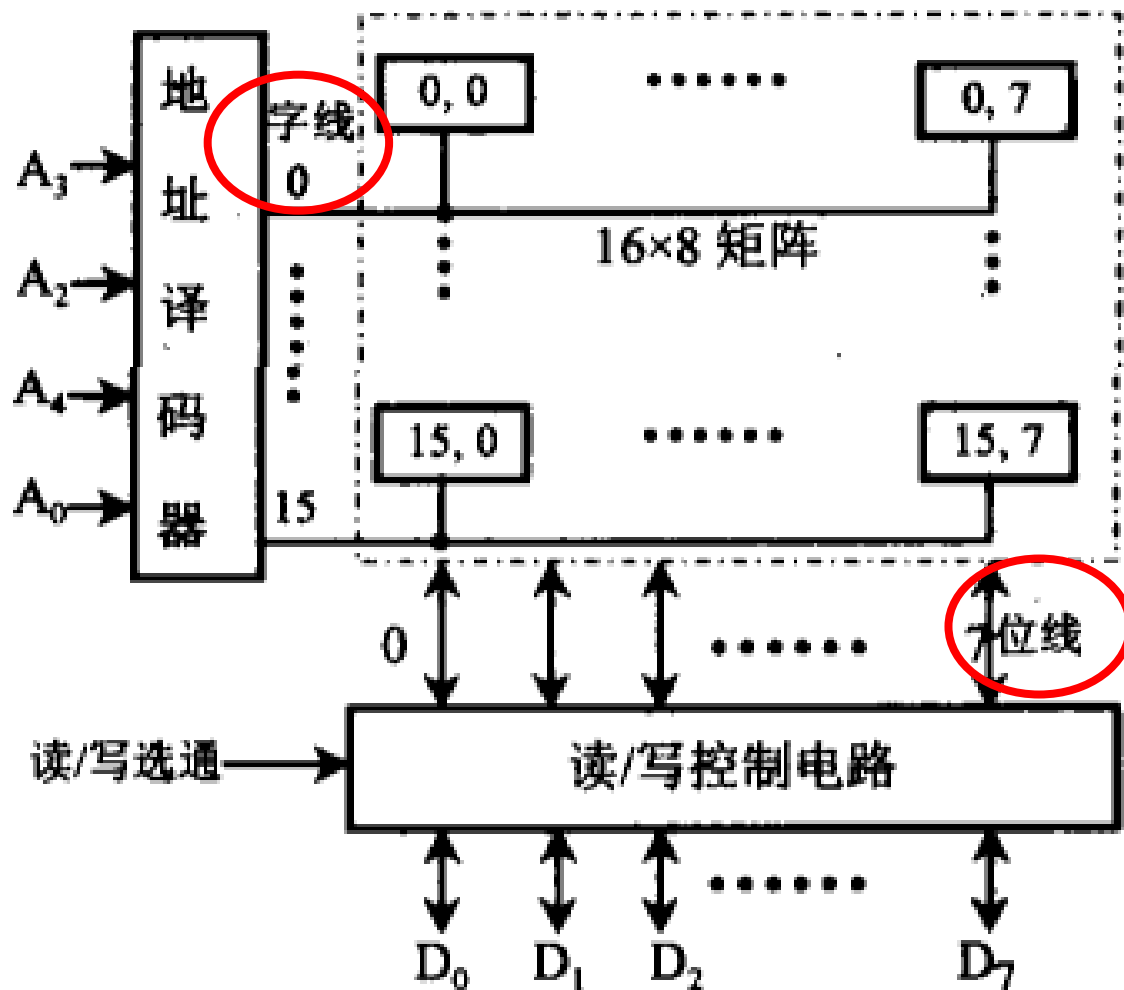 地址译码器
字线
0, 0 ······ 0, 7
A₃
0
16×8 矩阵
A₂
A₄
15, 0 ······ 15, 7
A₀
15
0
7位线
读/写选通
读/写控制电路
D₀ D₁ D₂ ······ D₇